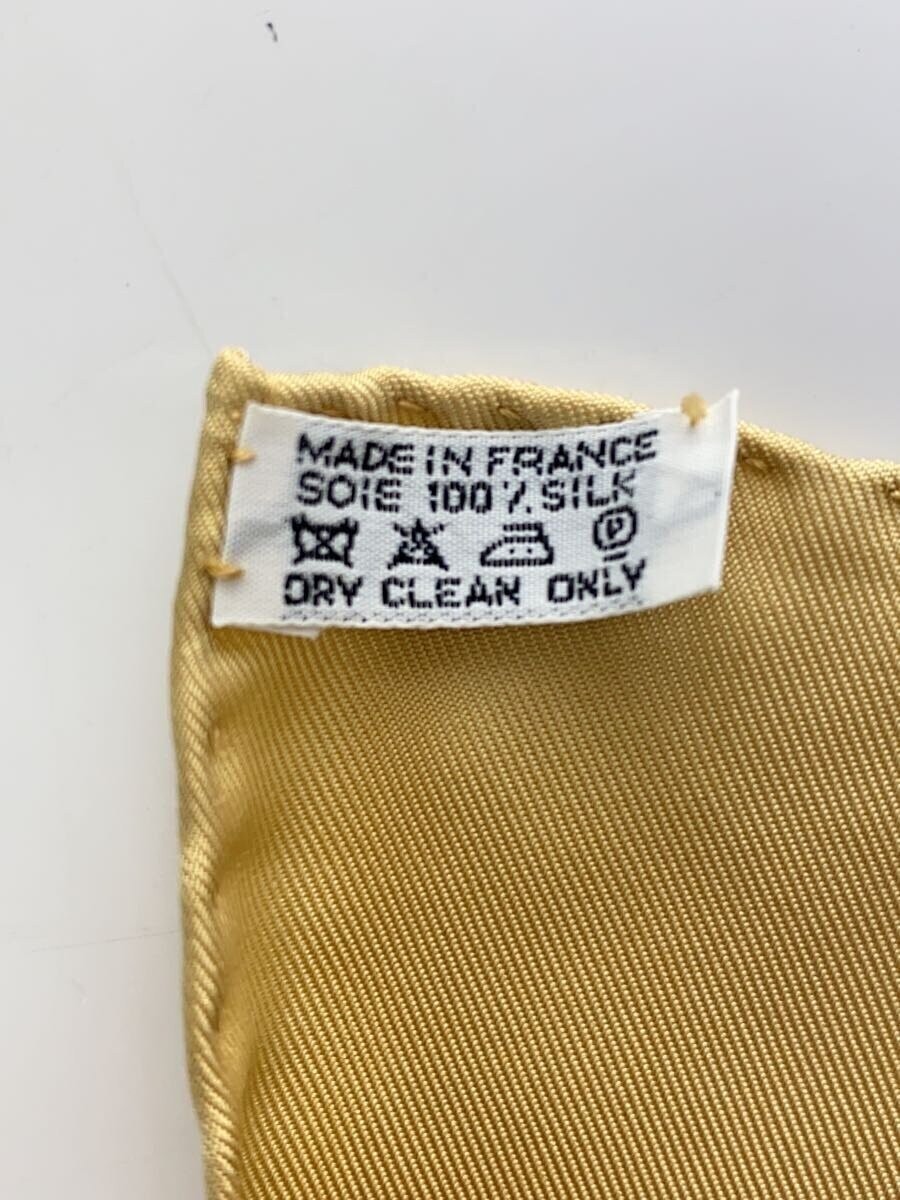 MADE IN FRANCE
SOIE 100% SILK
P
DRY CLEAN ONLY